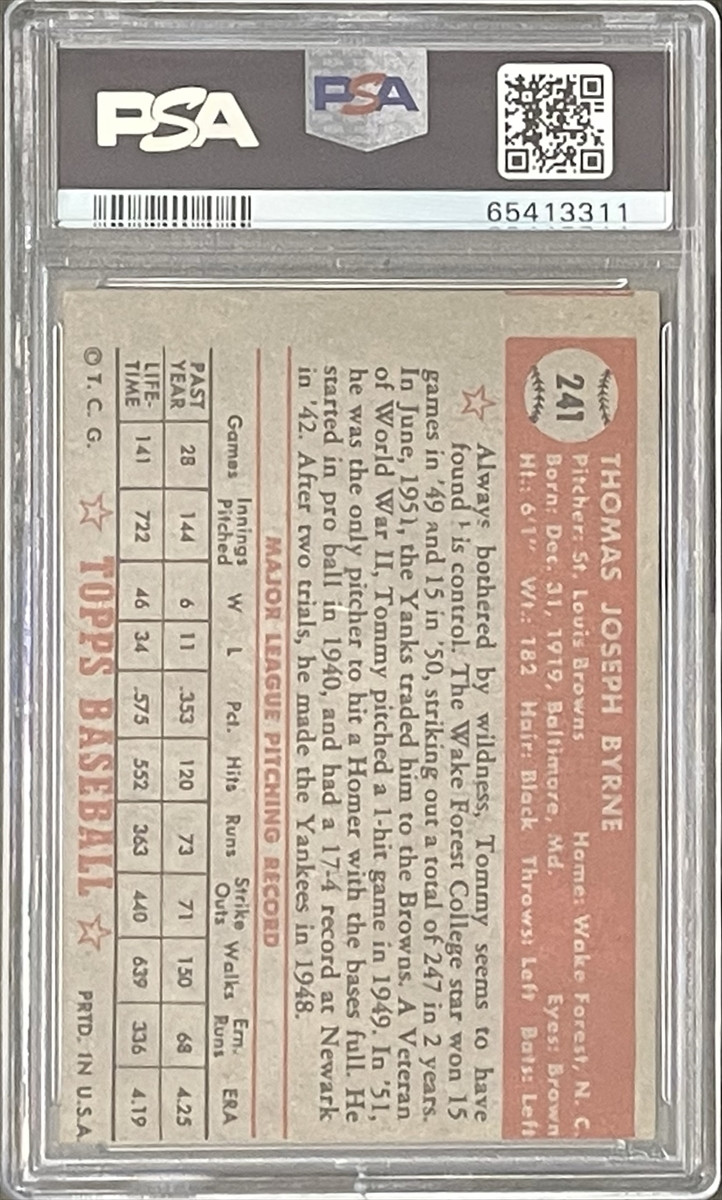 PSA
PSA
65413311
241
THOMAS JOSEPH BYRNE
Pitcher: St. Louis Browns Home: Wake Forest, N. C.
Born: Dec. 31, 1919, Baltimore, Md. Eyes: Brown
Ht.: 6'1" Wt.: 182 Hair: Black Throws: Left Bats: Left
Always bothered by wildness, Tommy seems to have
found is control. The Wake Forest College star won 15
games in '49 and 15 in '50, striking out a total of 247 in 2 years.
In June, 1951, the Yanks traded him to the Browns. A Veteran
of World War II, Tommy pitched a 1-hit game in 1949. In '51,
he was the only pitcher to hit a Homer with the bases full. He
started in pro ball in 1940, and had a 17-4 record at Newark
in '42. After two trials, he made the Yankees in 1948.
MAJOR LEAGUE PITCHING RECORD
Games Innings Pitched W L Pct. Hits Runs Strike Outs Walks Ern. Runs ERA
PAST YEAR 28 144 6 11 .353 120 73 71 150 68 4.25
LIFE-TIME 141 722 46 34 .575 552 363 440 639 336 4.19
© T. C. G. ☆ TOPPS BASEBALL ☆ PRTD. IN U.S.A.